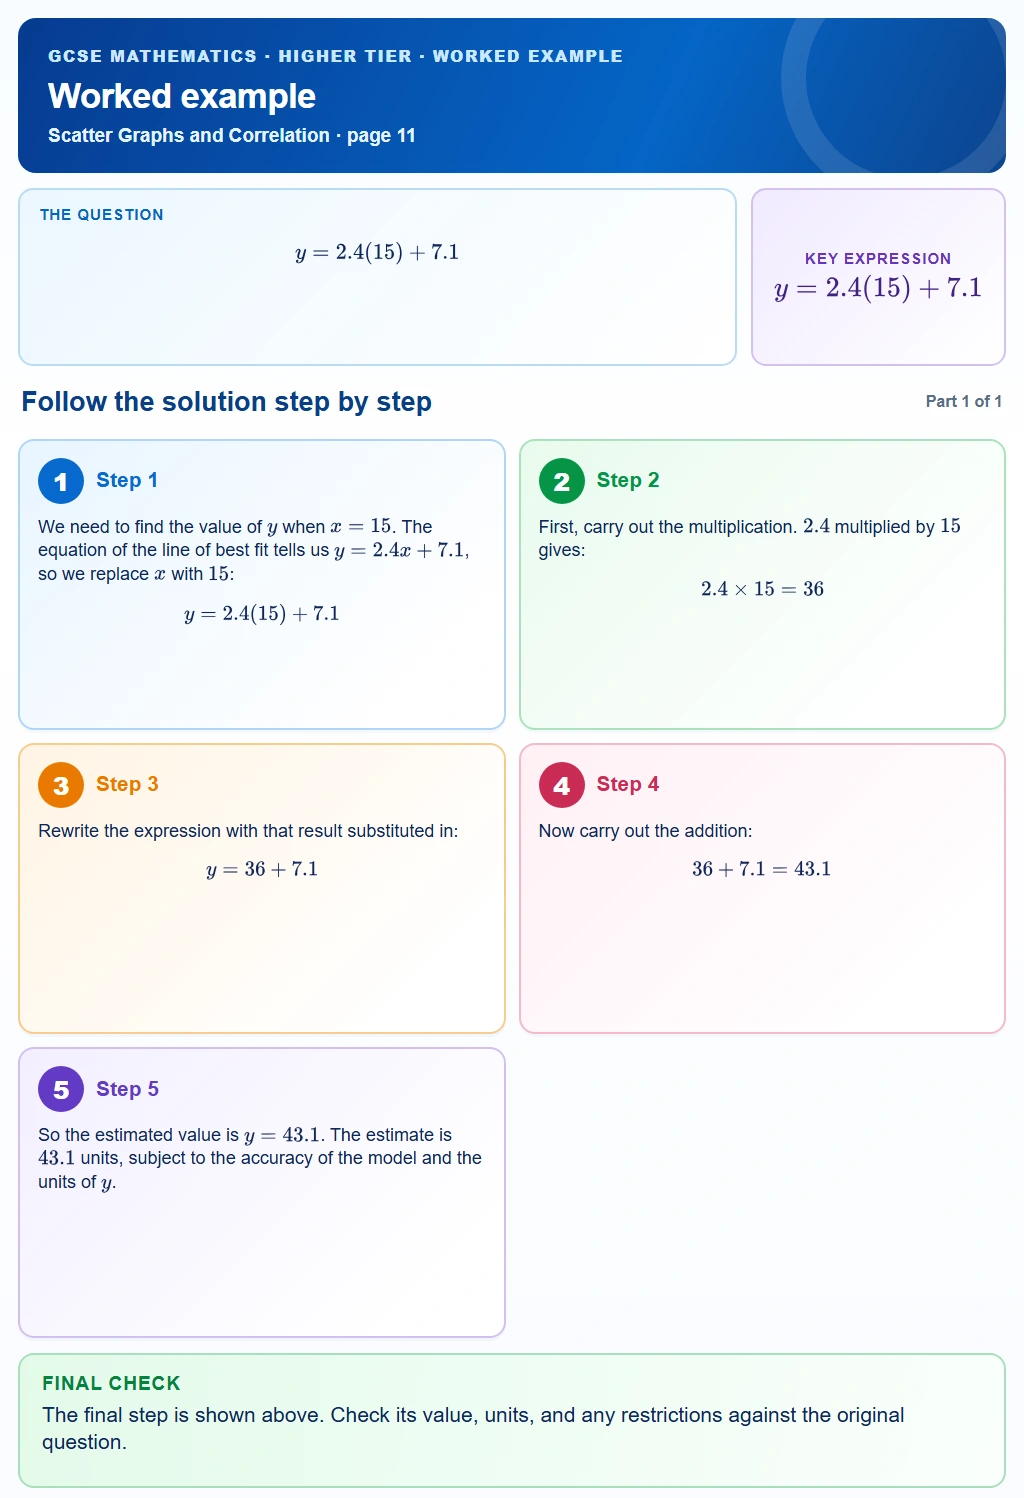 GCSE MATHEMATICS · HIGHER TIER · WORKED EXAMPLE
Worked example
Scatter Graphs and Correlation · page 11
THE QUESTION
y = 2.4(15) + 7.1
KEY EXPRESSION
y = 2.4(15) + 7.1
Follow the solution step by step
Part 1 of 1
1 Step 1
We need to find the value of y when x = 15. The
equation of the line of best fit tells us y = 2.4x + 7.1,
so we replace x with 15:
y = 2.4(15) + 7.1
2 Step 2
First, carry out the multiplication. 2.4 multiplied by 15
gives:
2.4 × 15 = 36
3 Step 3
Rewrite the expression with that result substituted in:
y = 36 + 7.1
4 Step 4
Now carry out the addition:
36 + 7.1 = 43.1
5 Step 5
So the estimated value is y = 43.1. The estimate is
43.1 units, subject to the accuracy of the model and the
units of y.
FINAL CHECK
The final step is shown above. Check its value, units, and any restrictions against the original
question.